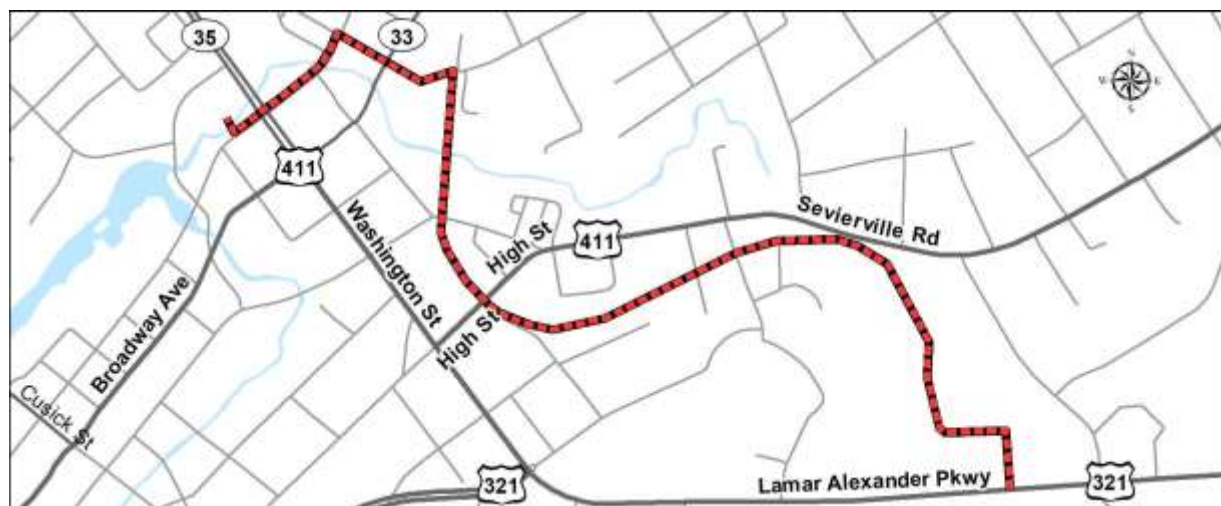 35
33
N
W E
S
411
Washington St
High St
411
Sevierville Rd
High St
Broadway Ave
Cusick St
321
Lamar Alexander Pkwy
321